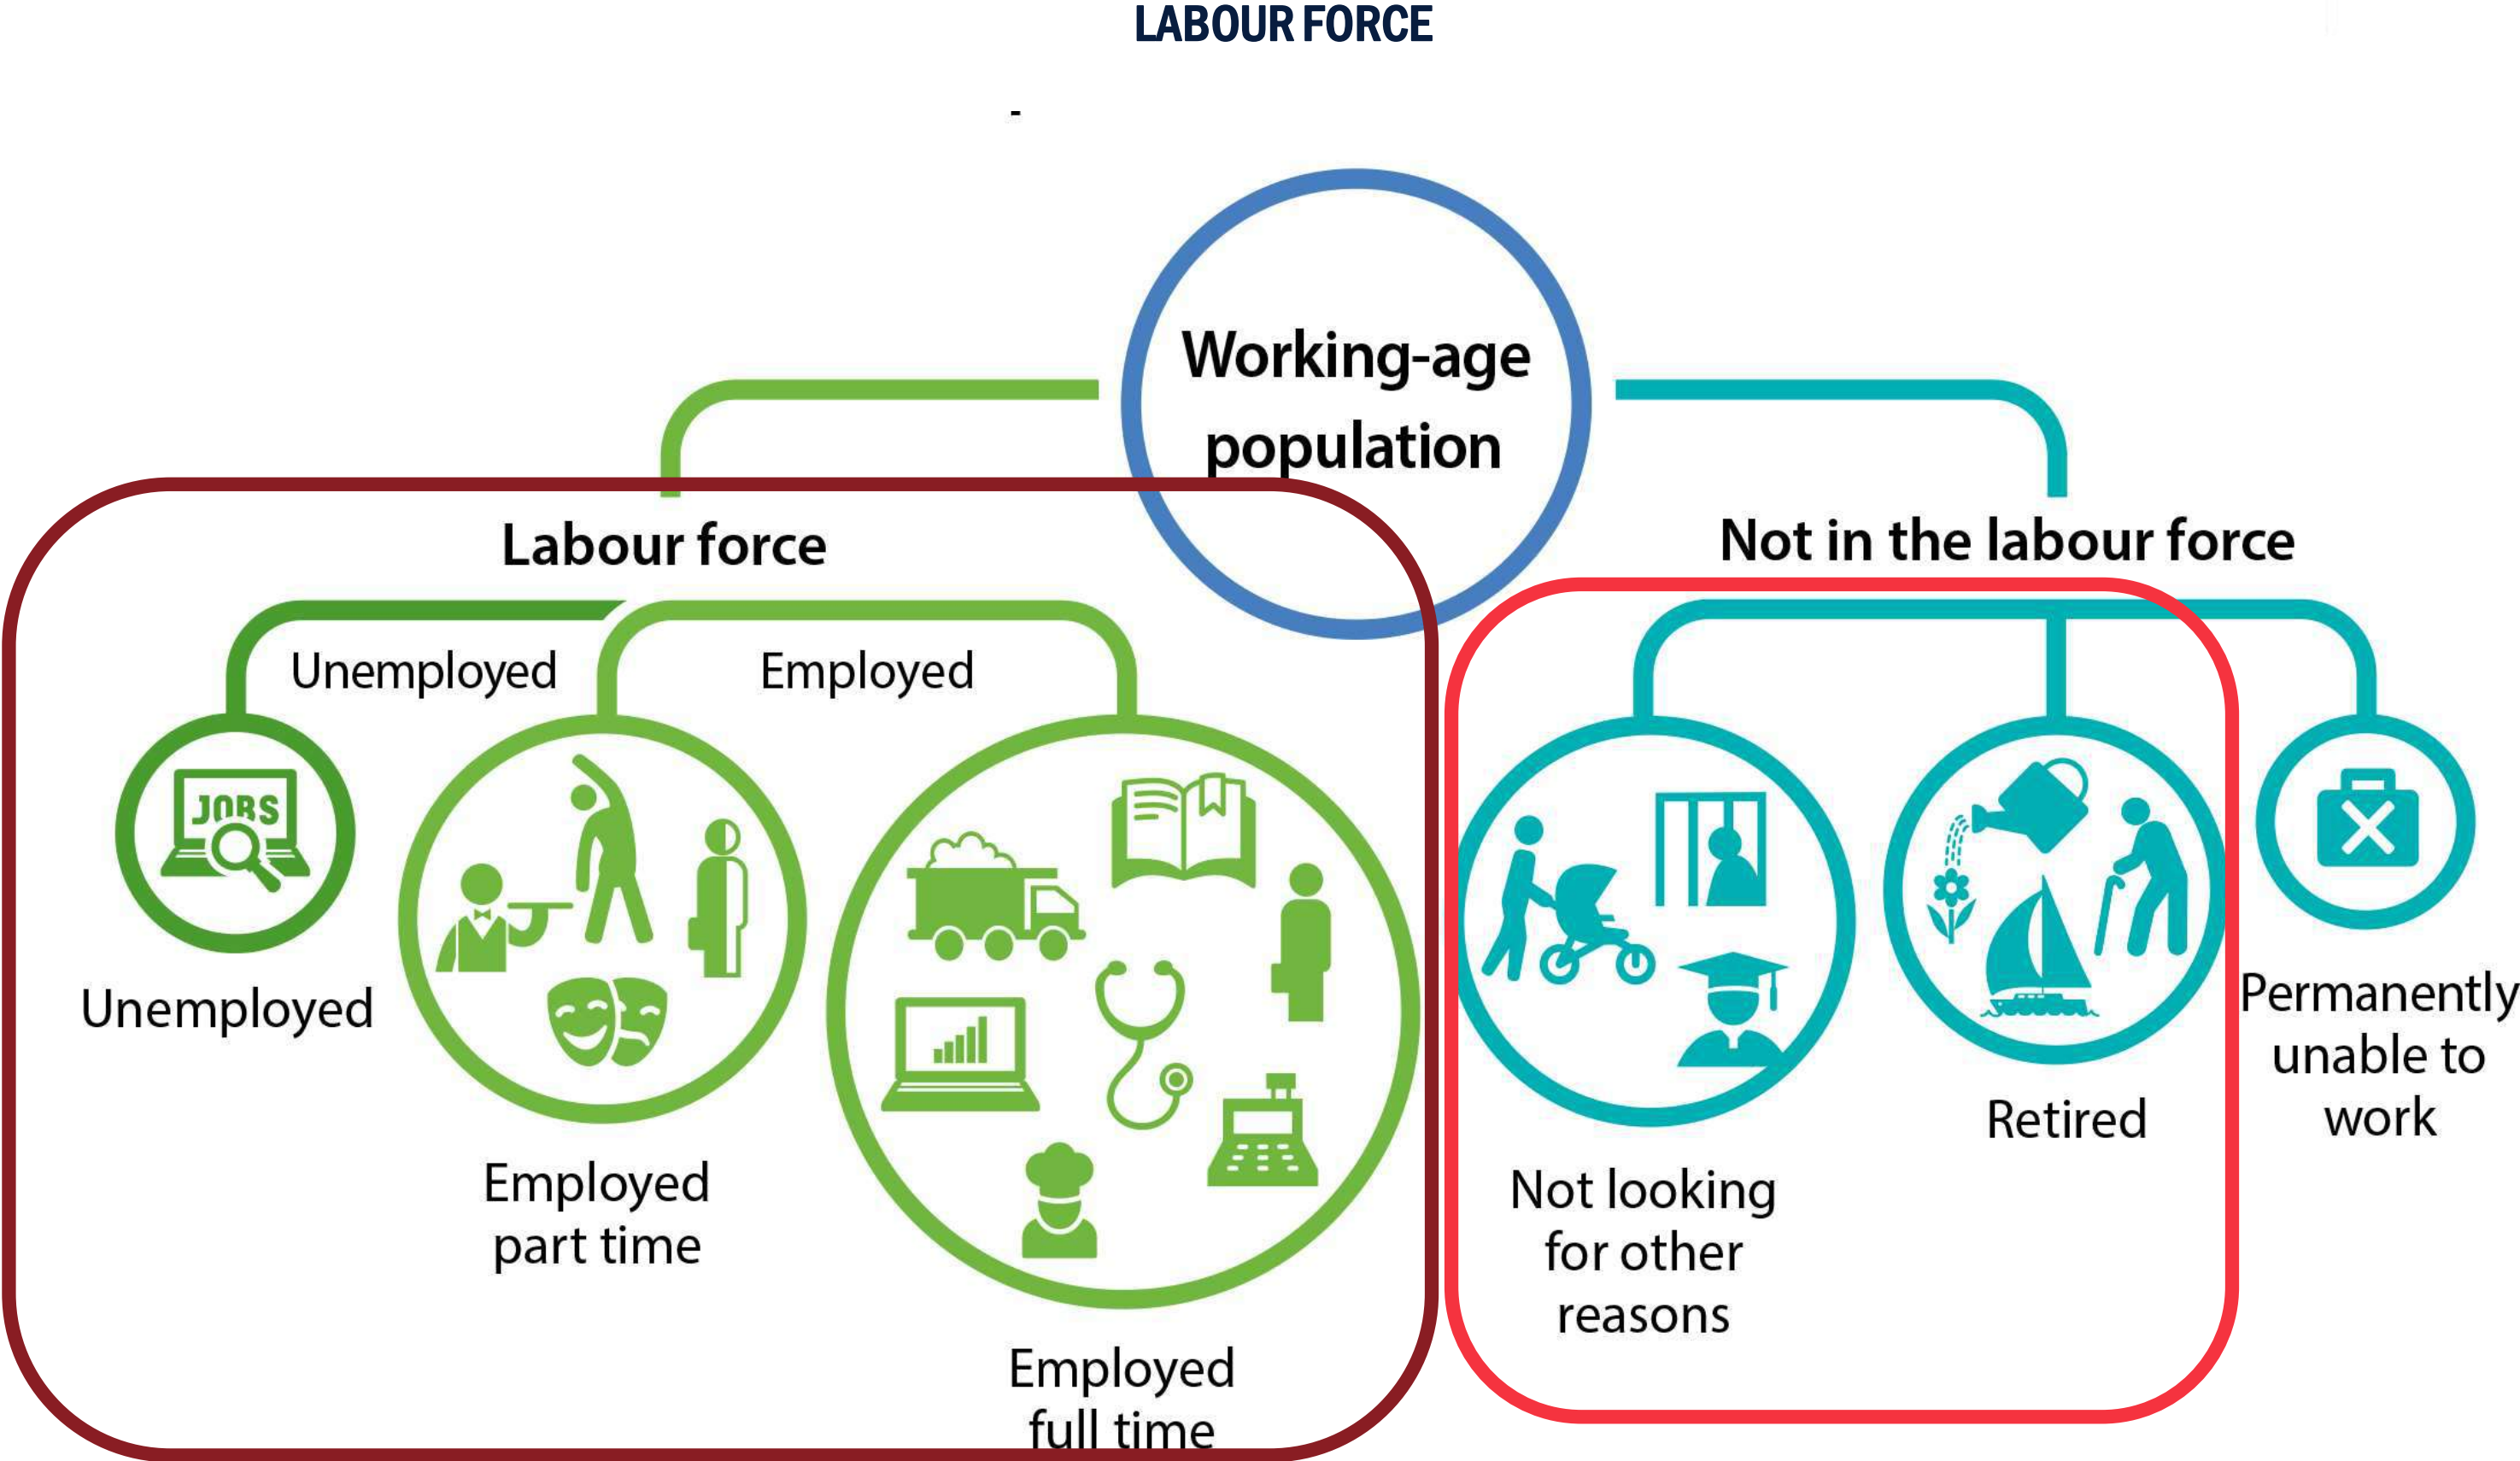 LABOUR FORCE
-
Working-age
population
Labour force
Not in the labour force
Unemployed
Employed
JOBS
Unemployed
Employed
part time
Employed
full time
Not looking
for other
reasons
Retired
Permanently
unable to
work